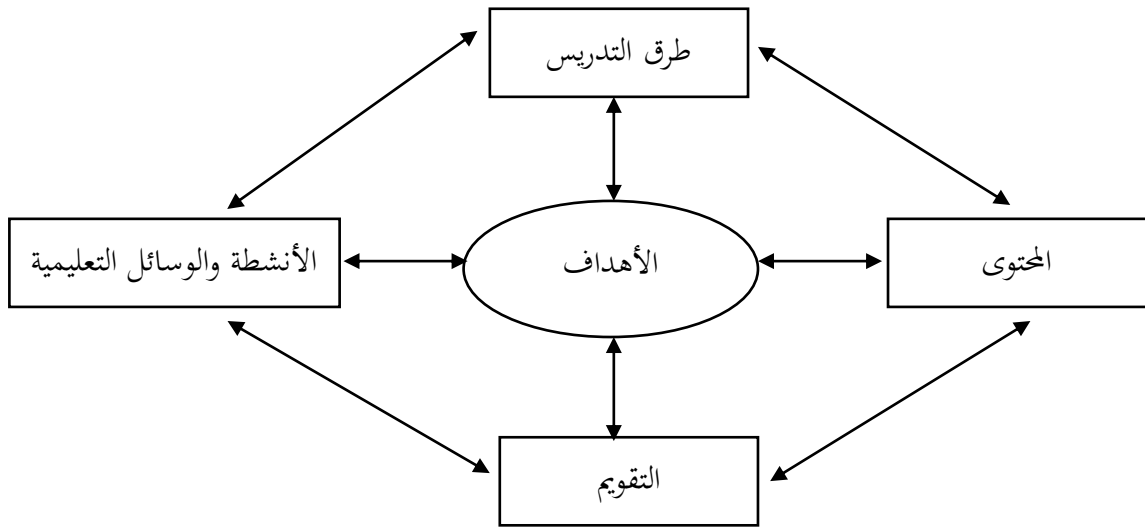 طرق التدريس
المحتوى
الأهداف
الأنشطة والوسائل التعليمية
التقويم